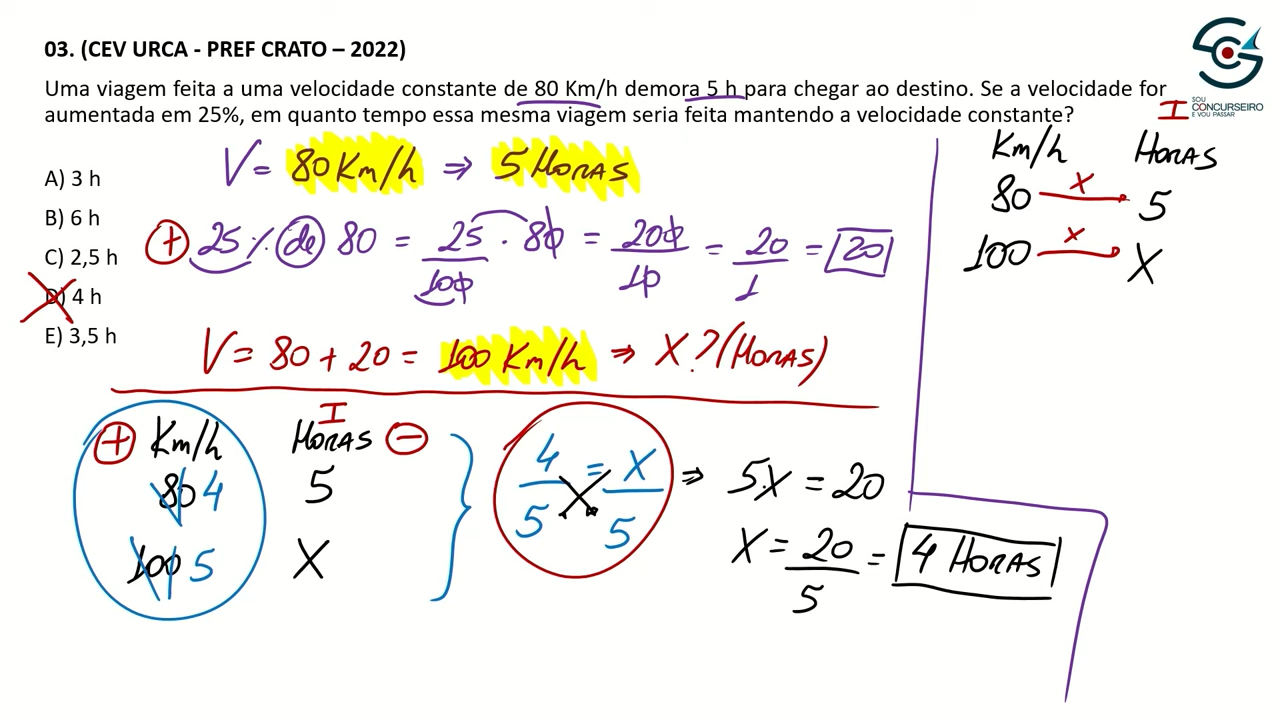 03. (CEV URCA - PREF CRATO – 2022)
Uma viagem feita a uma velocidade constante de 80 Km/h demora 5 h para chegar ao destino. Se a velocidade for
aumentada em 25%, em quanto tempo essa mesma viagem seria feita mantendo a velocidade constante?
SOU
CONCURSEIRO
E VOU PASSAR
A) 3 h
B) 6 h
C) 2,5 h
D) 4 h
E) 3,5 h
V = 80 Km/h ⇒ 5 HORAS
+ 25% de 80 = 25/100 . 80 = 200/10 = 20/1 = 20
V = 80 + 20 = 100 Km/h ⇒ X? (HORAS)
I
Km/h HORAS
80 x 5
100 x X
I
+ Km/h HORAS −
80 4 5
100 5 X
4/5 = X/5 ⇒ 5.X = 20
X = 20/5 = 4 HORAS